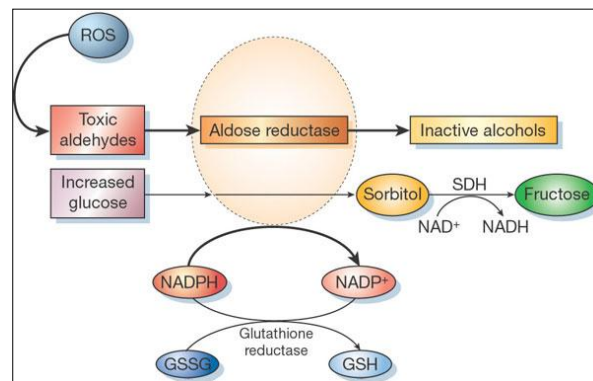 ROS
Toxic
aldehydes
Aldose reductase
Inactive alcohols
Increased
glucose
Sorbitol
SDH
Fructose
NAD+
NADH
NADPH
NADP+
Glutathione
reductase
GSSG
GSH